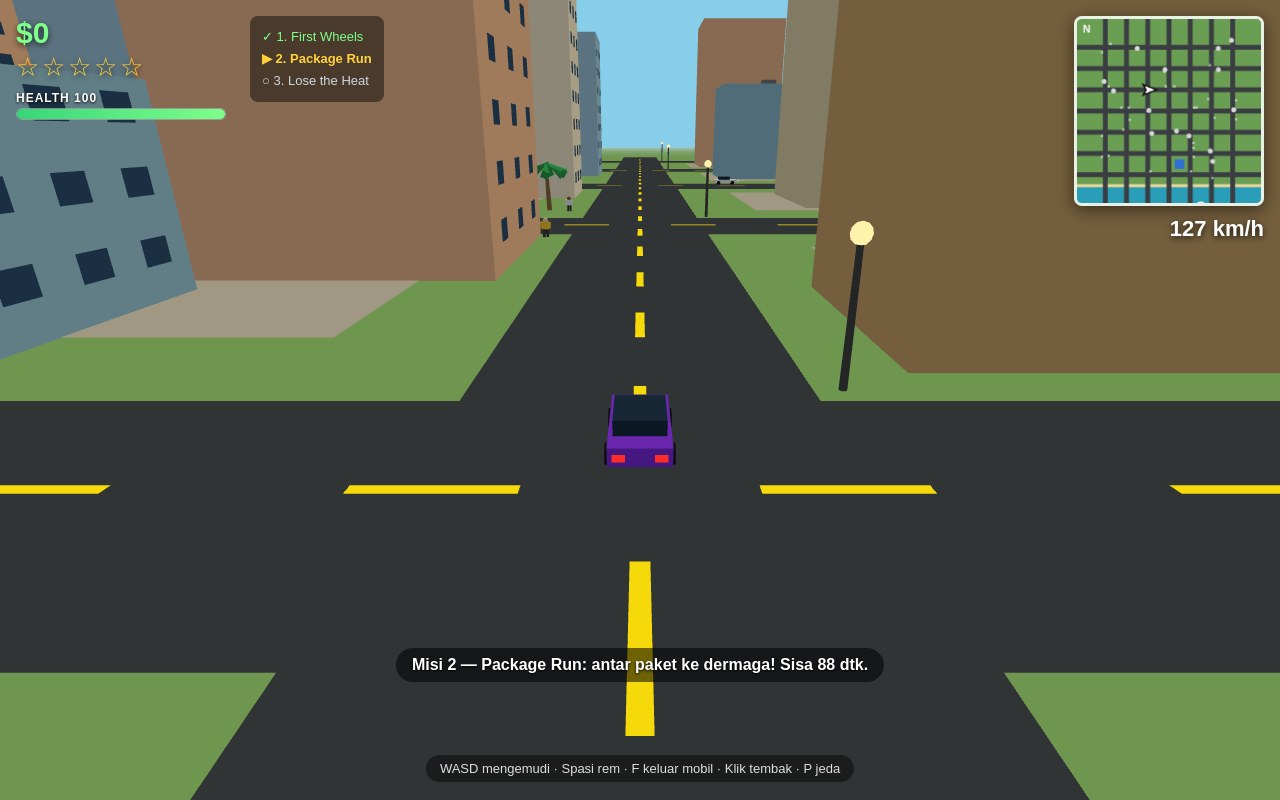 $0
☆☆☆☆☆
HEALTH 100
✓ 1. First Wheels
▶ 2. Package Run
○ 3. Lose the Heat
N
127 km/h
Misi 2 — Package Run: antar paket ke dermaga! Sisa 88 dtk.
WASD mengemudi · Spasi rem · F keluar mobil · Klik tembak · P jeda